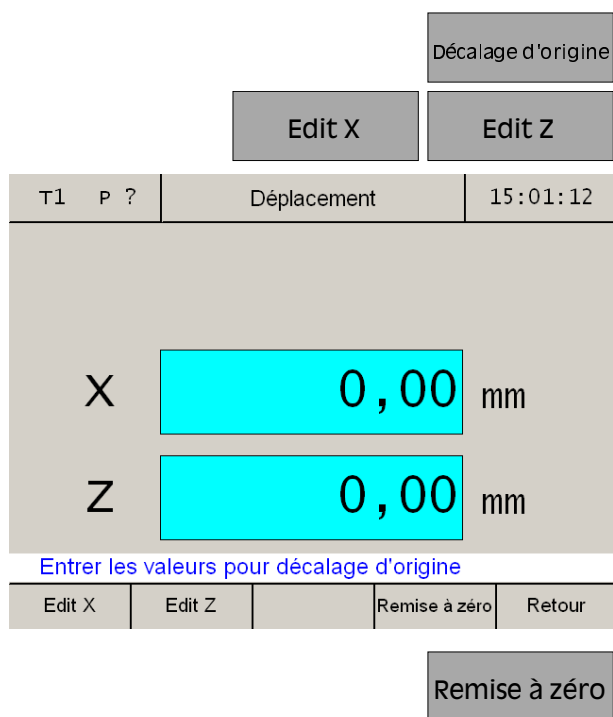 Décalage d'origine
Edit X Edit Z
T1 P ? Déplacement 15:01:12
X 0,00 mm
Z 0,00 mm
Entrer les valeurs pour décalage d'origine
Edit X Edit Z Remise à zéro Retour
Remise à zéro